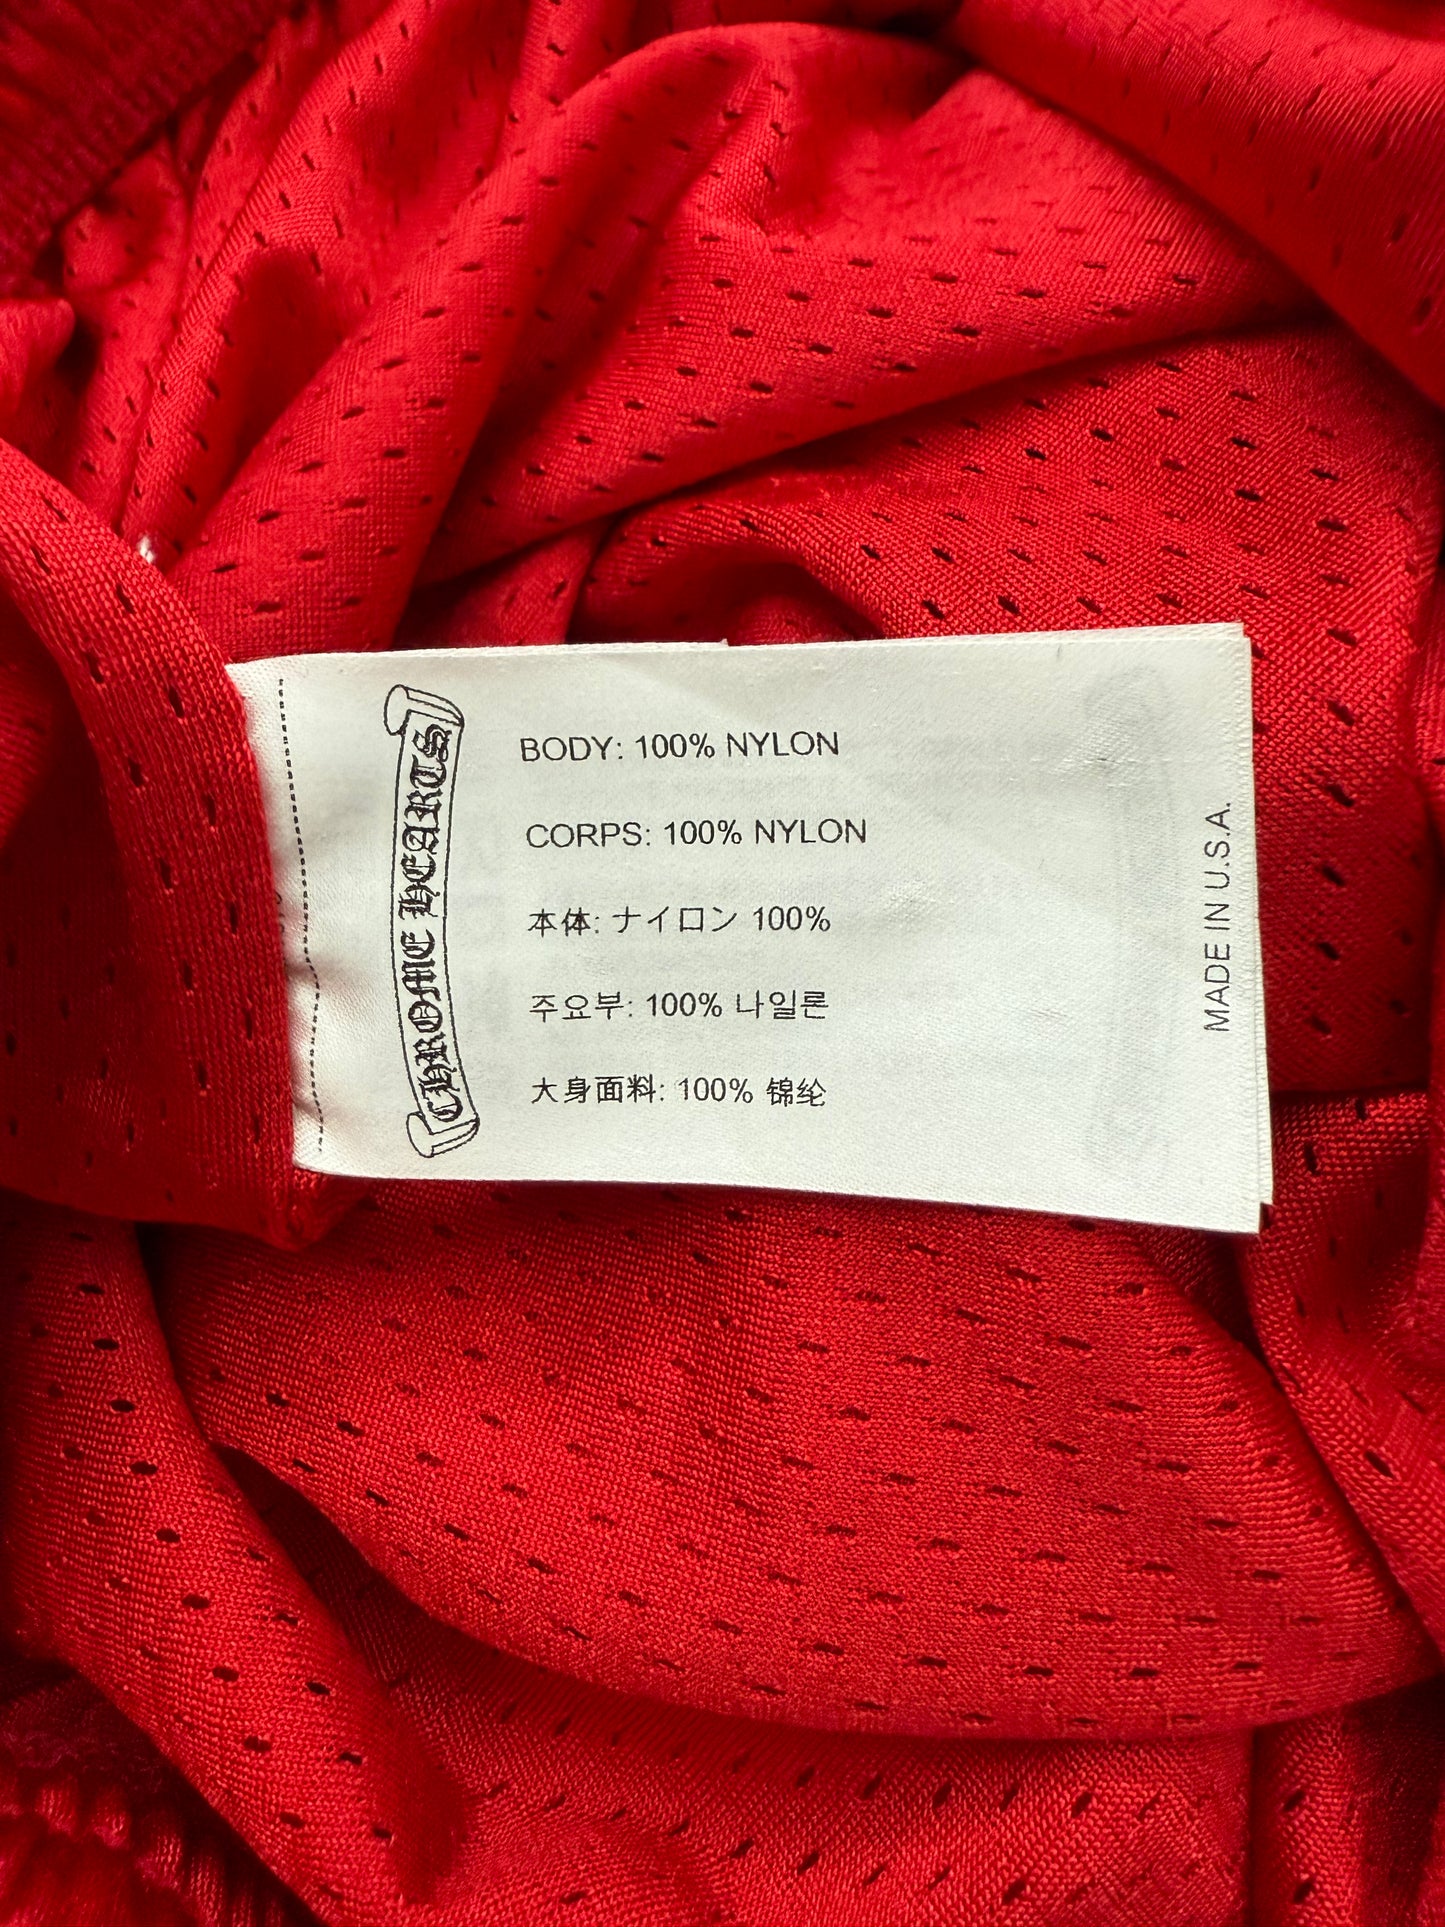 CHROME HEARTS
BODY: 100% NYLON
CORPS: 100% NYLON
本体: ナイロン 100%
주요부: 100% 나일론
大身面料: 100% 锦纶
MADE IN U.S.A.